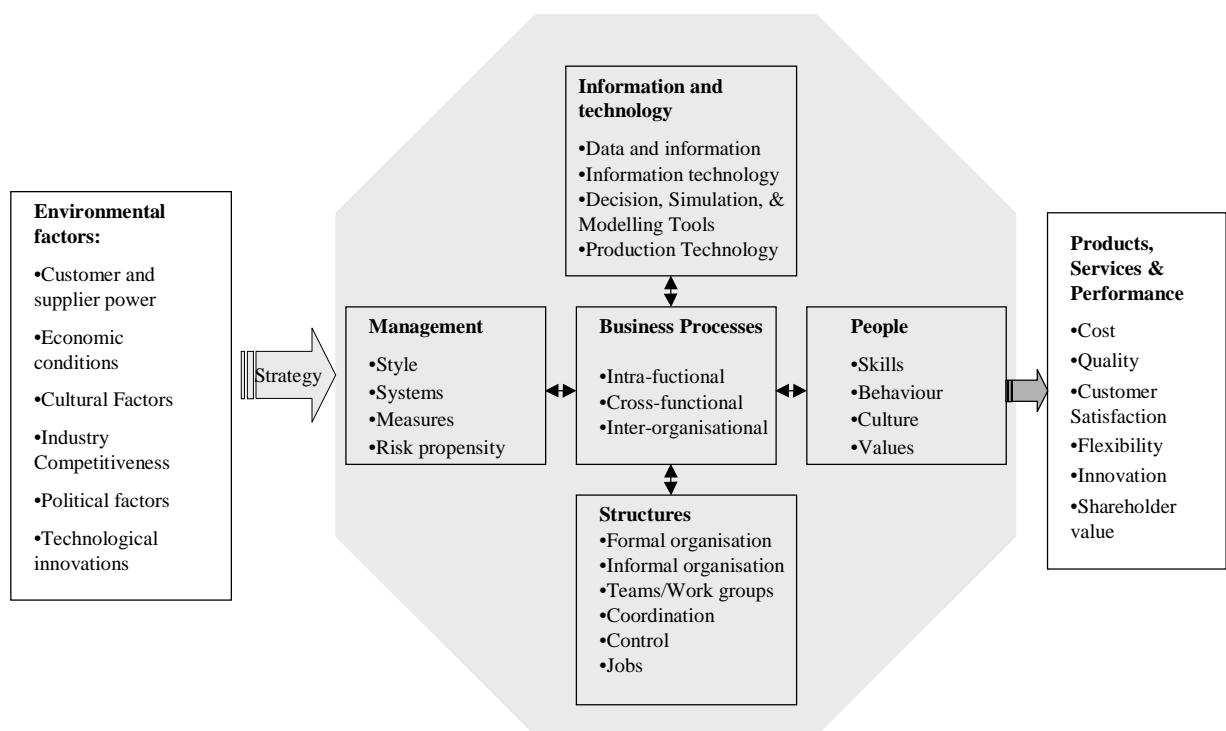 Environmental
factors:
•Customer and
supplier power
•Economic
conditions
•Cultural Factors
•Industry
Competitiveness
•Political factors
•Technological
innovations
Strategy
Information and
technology
•Data and information
•Information technology
•Decision, Simulation, &
Modelling Tools
•Production Technology
Management
•Style
•Systems
•Measures
•Risk propensity
Business Processes
•Intra-fuctional
•Cross-functional
•Inter-organisational
People
•Skills
•Behaviour
•Culture
•Values
Structures
•Formal organisation
•Informal organisation
•Teams/Work groups
•Coordination
•Control
•Jobs
Products,
Services &
Performance
•Cost
•Quality
•Customer
Satisfaction
•Flexibility
•Innovation
•Shareholder
value